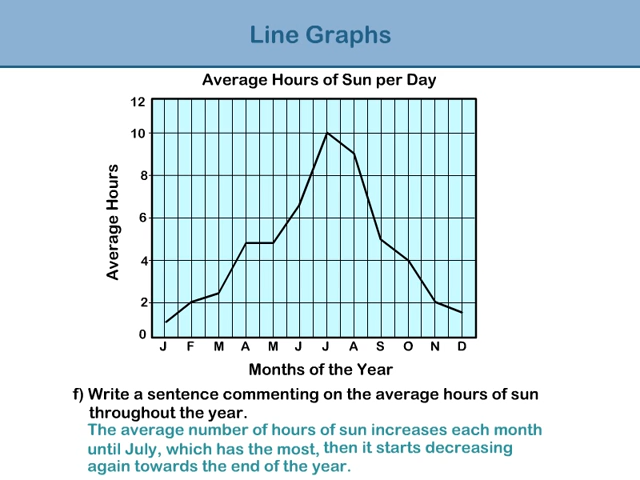 Line Graphs
Average Hours of Sun per Day
Average Hours
12
10
8
6
4
2
0
J F M A M J J A S O N D
Months of the Year
f) Write a sentence commenting on the average hours of sun
throughout the year.
The average number of hours of sun increases each month
until July, which has the most, then it starts decreasing
again towards the end of the year.